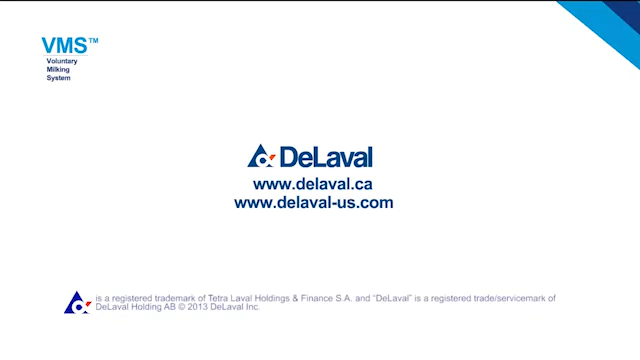 VMS™
Voluntary
Milking
System
DeLaval
www.delaval.ca
www.delaval-us.com
is a registered trademark of Tetra Laval Holdings & Finance S.A. and “DeLaval” is a registered trade/servicemark of
DeLaval Holding AB © 2013 DeLaval Inc.